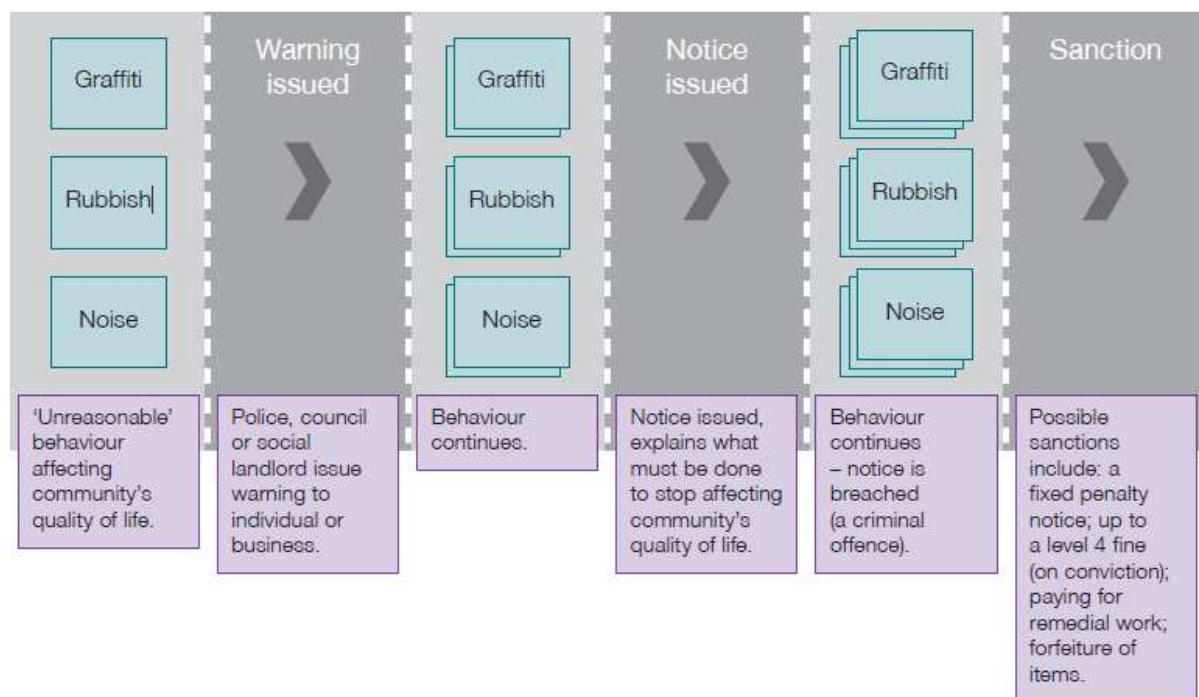 Graffiti
Rubbish
Noise
'Unreasonable'
behaviour
affecting
community's
quality of life.
Warning
issued
Police, council
or social
landlord issue
warning to
individual or
business.
Graffiti
Rubbish
Noise
Behaviour
continues.
Notice
issued
Notice issued,
explains what
must be done
to stop affecting
community's
quality of life.
Graffiti
Rubbish
Noise
Behaviour
continues
– notice is
breached
(a criminal
offence).
Sanction
Possible
sanctions
include: a
fixed penalty
notice; up to
a level 4 fine
(on conviction);
paying for
remedial work;
forfeiture of
items.